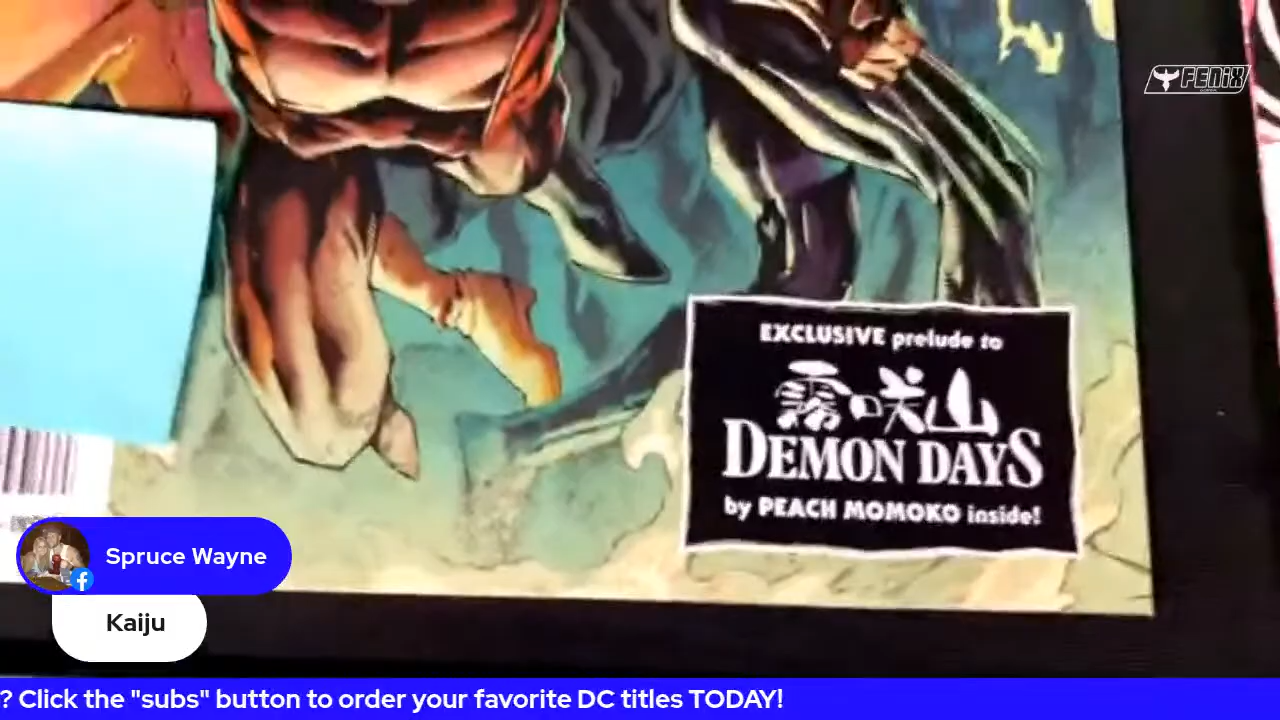 FENiX
EXCLUSIVE prelude to
霧咲山
DEMON DAYS
by PEACH MOMOKO inside!
Spruce Wayne
Kaiju
? Click the "subs" button to order your favorite DC titles TODAY!